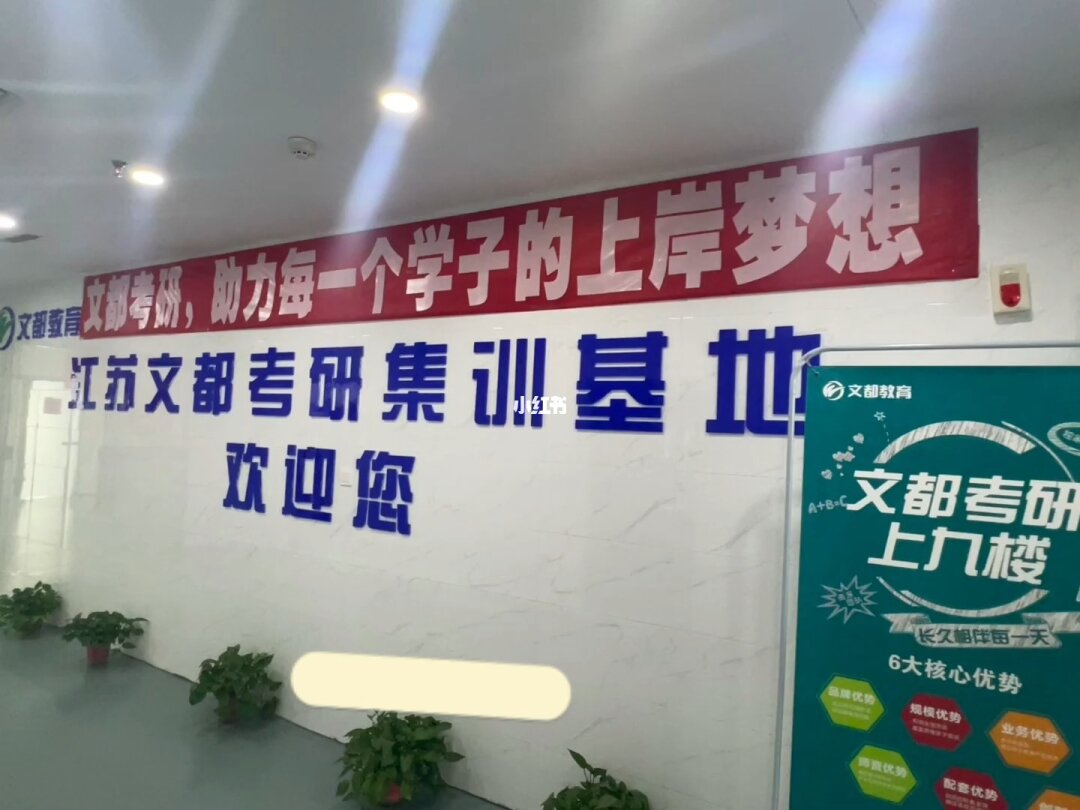 文都考研，助力每一个学子的上岸梦想
文都教育
江苏文都考研集训基地
欢迎您
小红书
文都教育
A+B=C
文都考研
上九楼
长久相伴每一天
6大核心优势
品牌优势
规模优势
业务优势
师资优势
配套优势